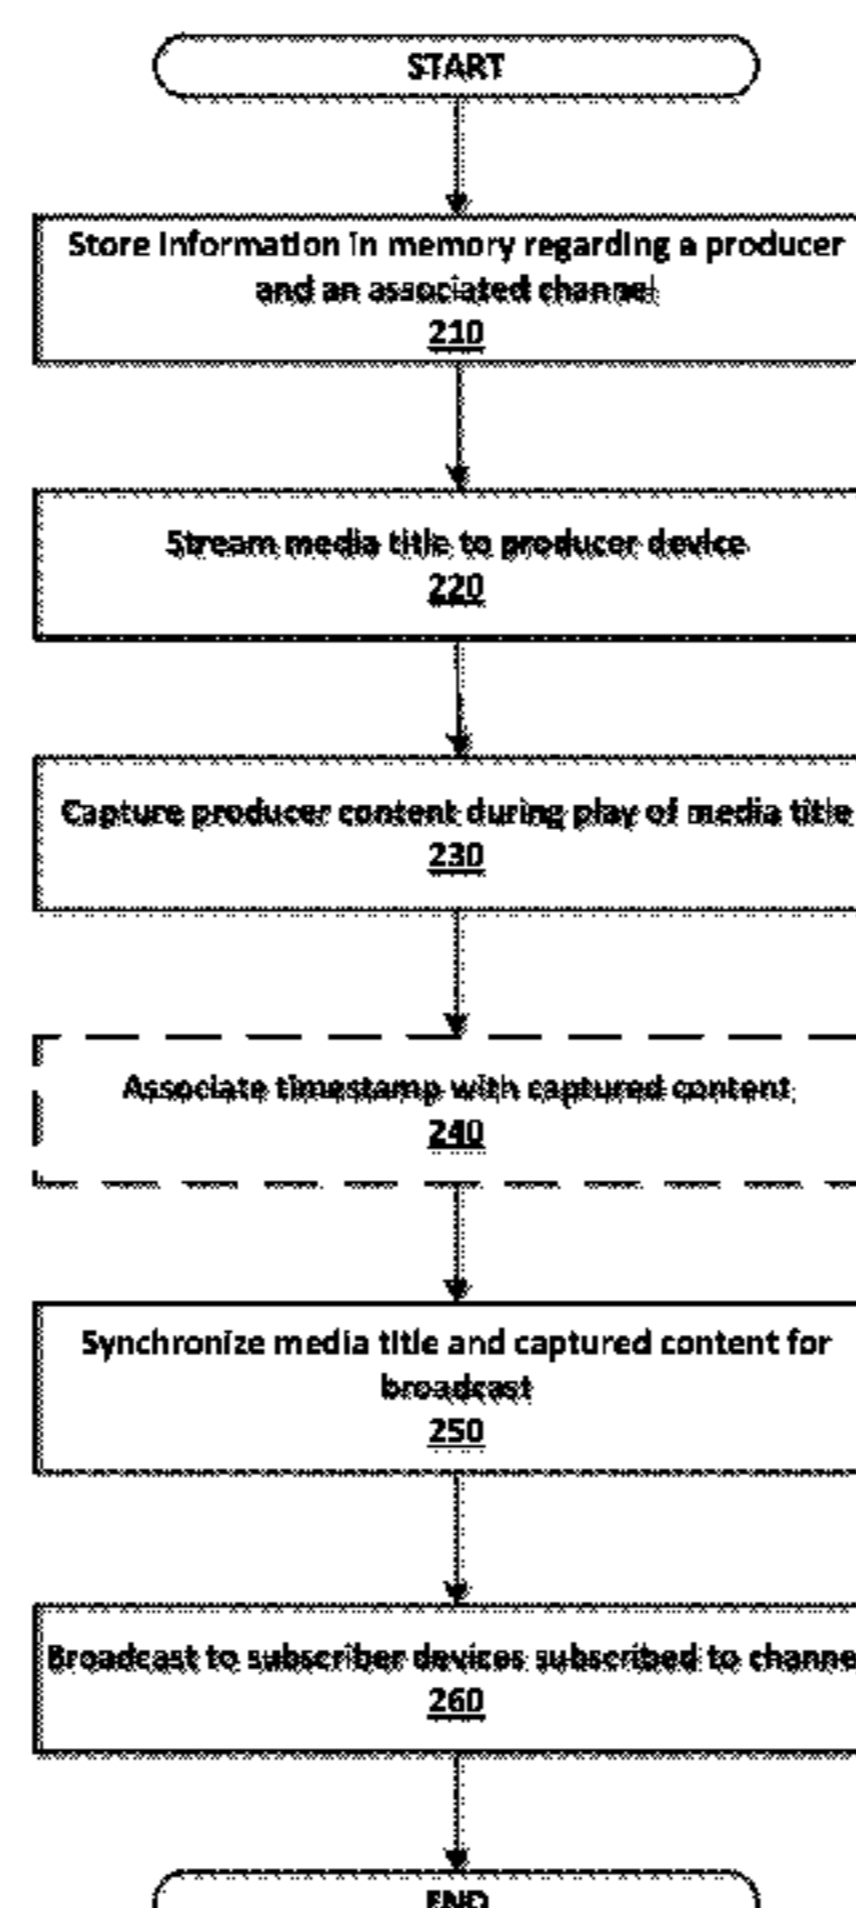 START
Store information in memory regarding a producer
and an associated channel
210
Stream media title to producer device
220
Capture producer content during play of media title
230
Associate timestamp with captured content
240
Synchronize media title and captured content for
broadcast
250
Broadcast to subscriber devices subscribed to channe
260
END